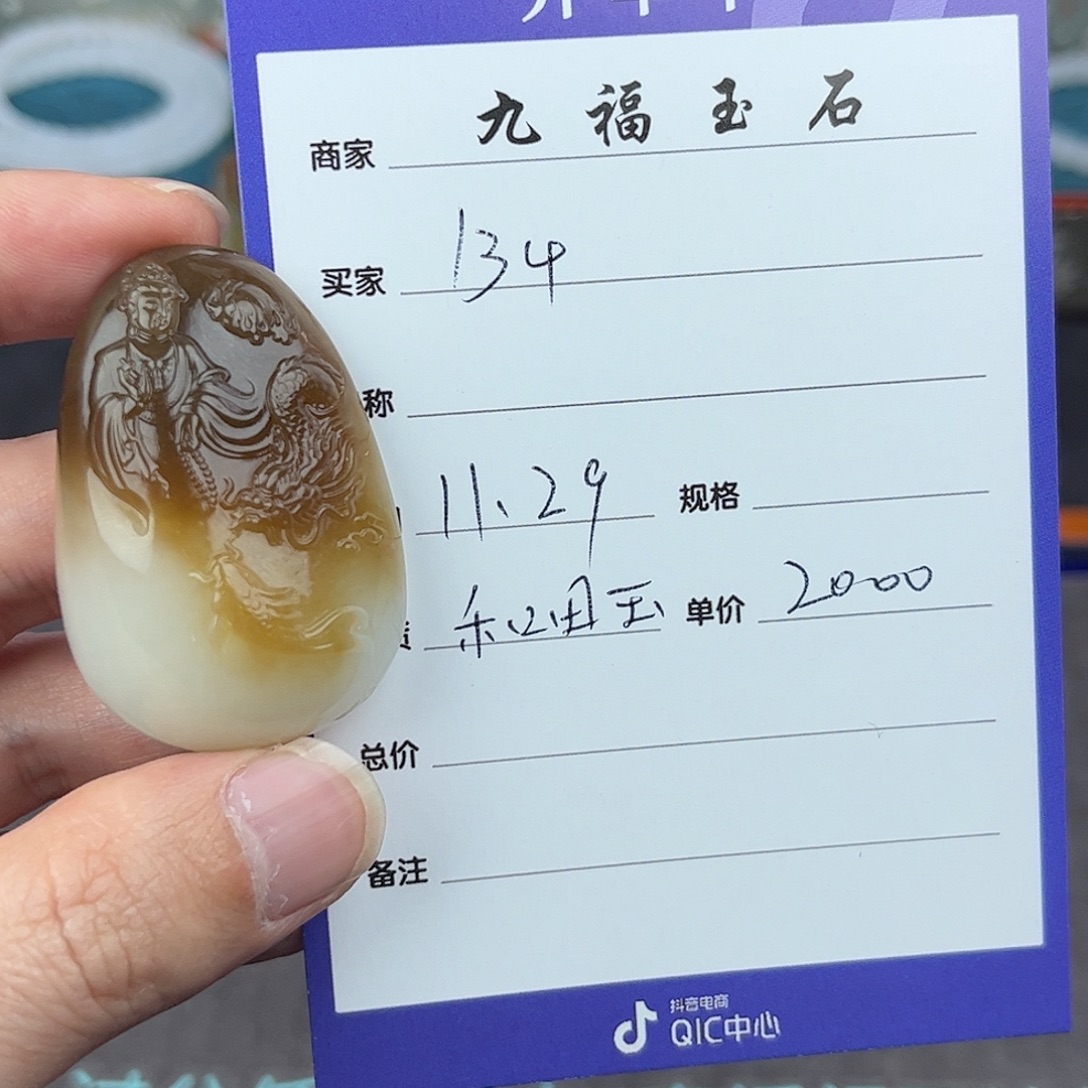 商家 九福玉石
买家 134
称
11、29 规格
和田玉 单价 2000
总价
备注
抖音电商
QIC中心